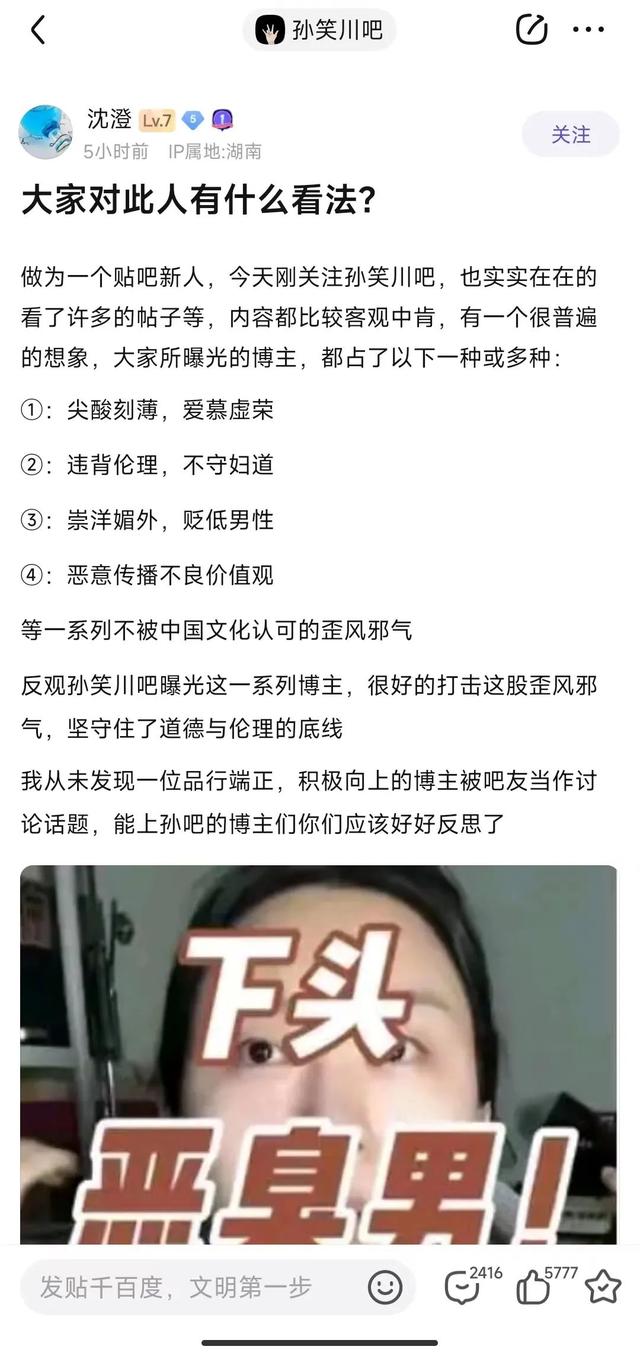 孙笑川吧
沈澄 Lv.7 5 1
5小时前 IP属地:湖南
关注
大家对此人有什么看法?
做为一个贴吧新人，今天刚关注孙笑川吧，也实实在在的
看了许多的帖子等，内容都比较客观中肯，有一个很普遍
的想象，大家所曝光的博主，都占了以下一种或多种：
①：尖酸刻薄，爱慕虚荣
②：违背伦理，不守妇道
③：崇洋媚外，贬低男性
④：恶意传播不良价值观
等一系列不被中国文化认可的歪风邪气
反观孙笑川吧曝光这一系列博主，很好的打击这股歪风邪
气，坚守住了道德与伦理的底线
我从未发现一位品行端正，积极向上的博主被吧友当作讨
论话题，能上孙吧的博主们你们应该好好反思了
下头
恶臭男！
发贴千百度，文明第一步
2416
5777